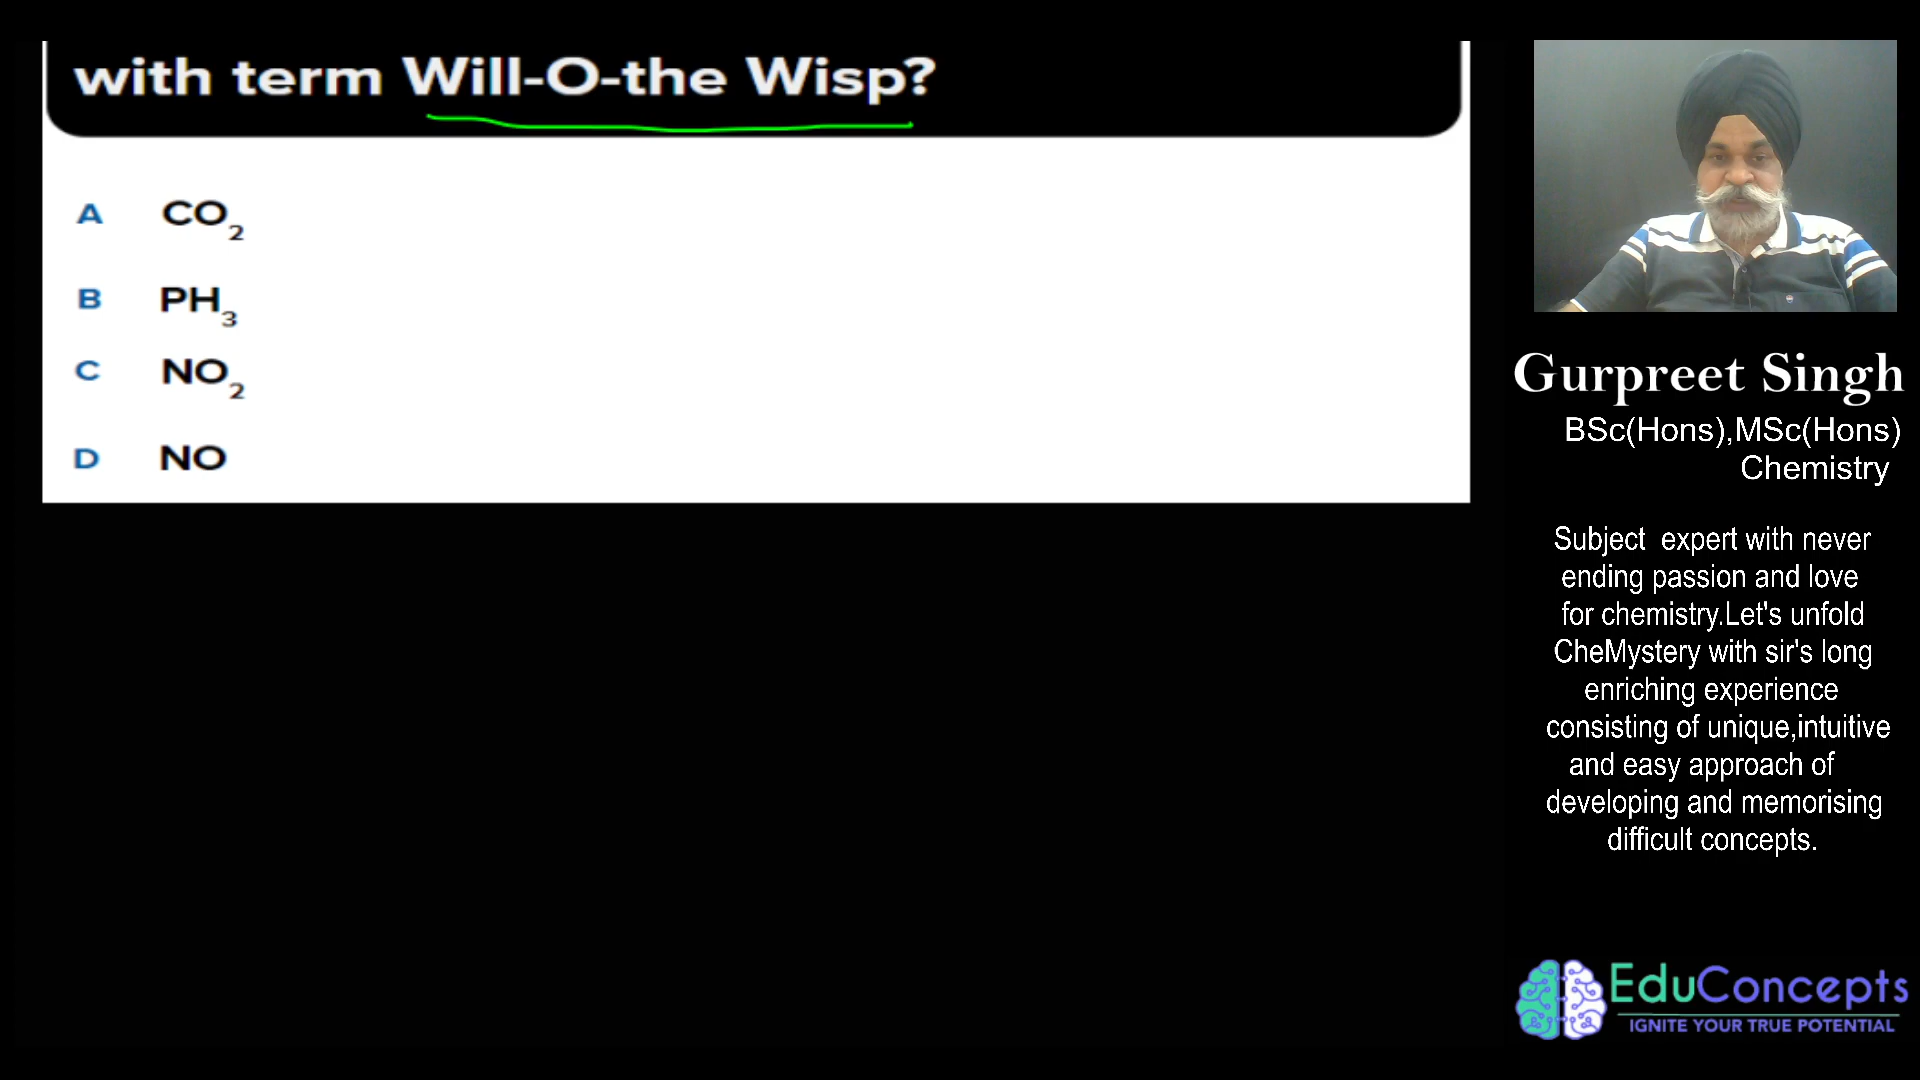 with term Will-O-the Wisp?
A CO₂
B PH₃
C NO₂
D NO
Gurpreet Singh
BSc(Hons),MSc(Hons)
Chemistry
Subject expert with never
ending passion and love
for chemistry.Let's unfold
CheMystery with sir's long
enriching experience
consisting of unique,intuitive
and easy approach of
developing and memorising
difficult concepts.
EduConcepts
IGNITE YOUR TRUE POTENTIAL